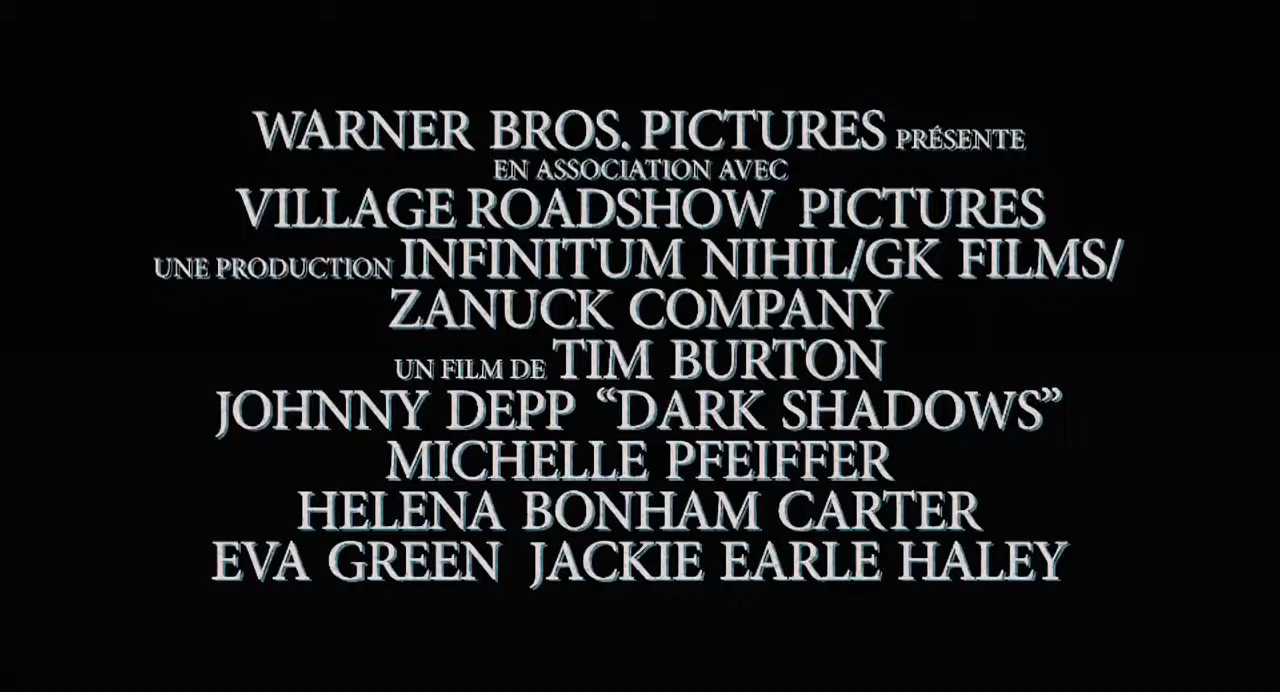 WARNER BROS. PICTURES PRÉSENTE
EN ASSOCIATION AVEC
VILLAGE ROADSHOW PICTURES
UNE PRODUCTION INFINITUM NIHIL/GK FILMS/
ZANUCK COMPANY
UN FILM DE TIM BURTON
JOHNNY DEPP “DARK SHADOWS”
MICHELLE PFEIFFER
HELENA BONHAM CARTER
EVA GREEN JACKIE EARLE HALEY